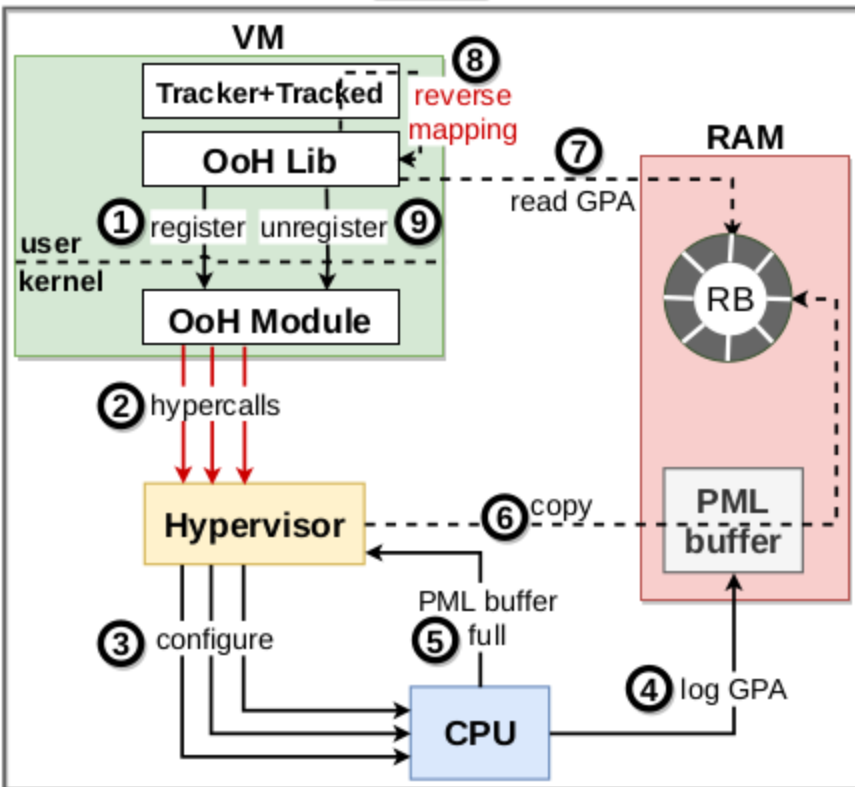 VM
Tracker+Tracked
8
reverse
mapping
OoH Lib
7
read GPA
RAM
1 register
unregister 9
user
kernel
RB
OoH Module
2 hypercalls
Hypervisor
6 copy
PML
buffer
3 configure
PML buffer
5 full
4 log GPA
CPU